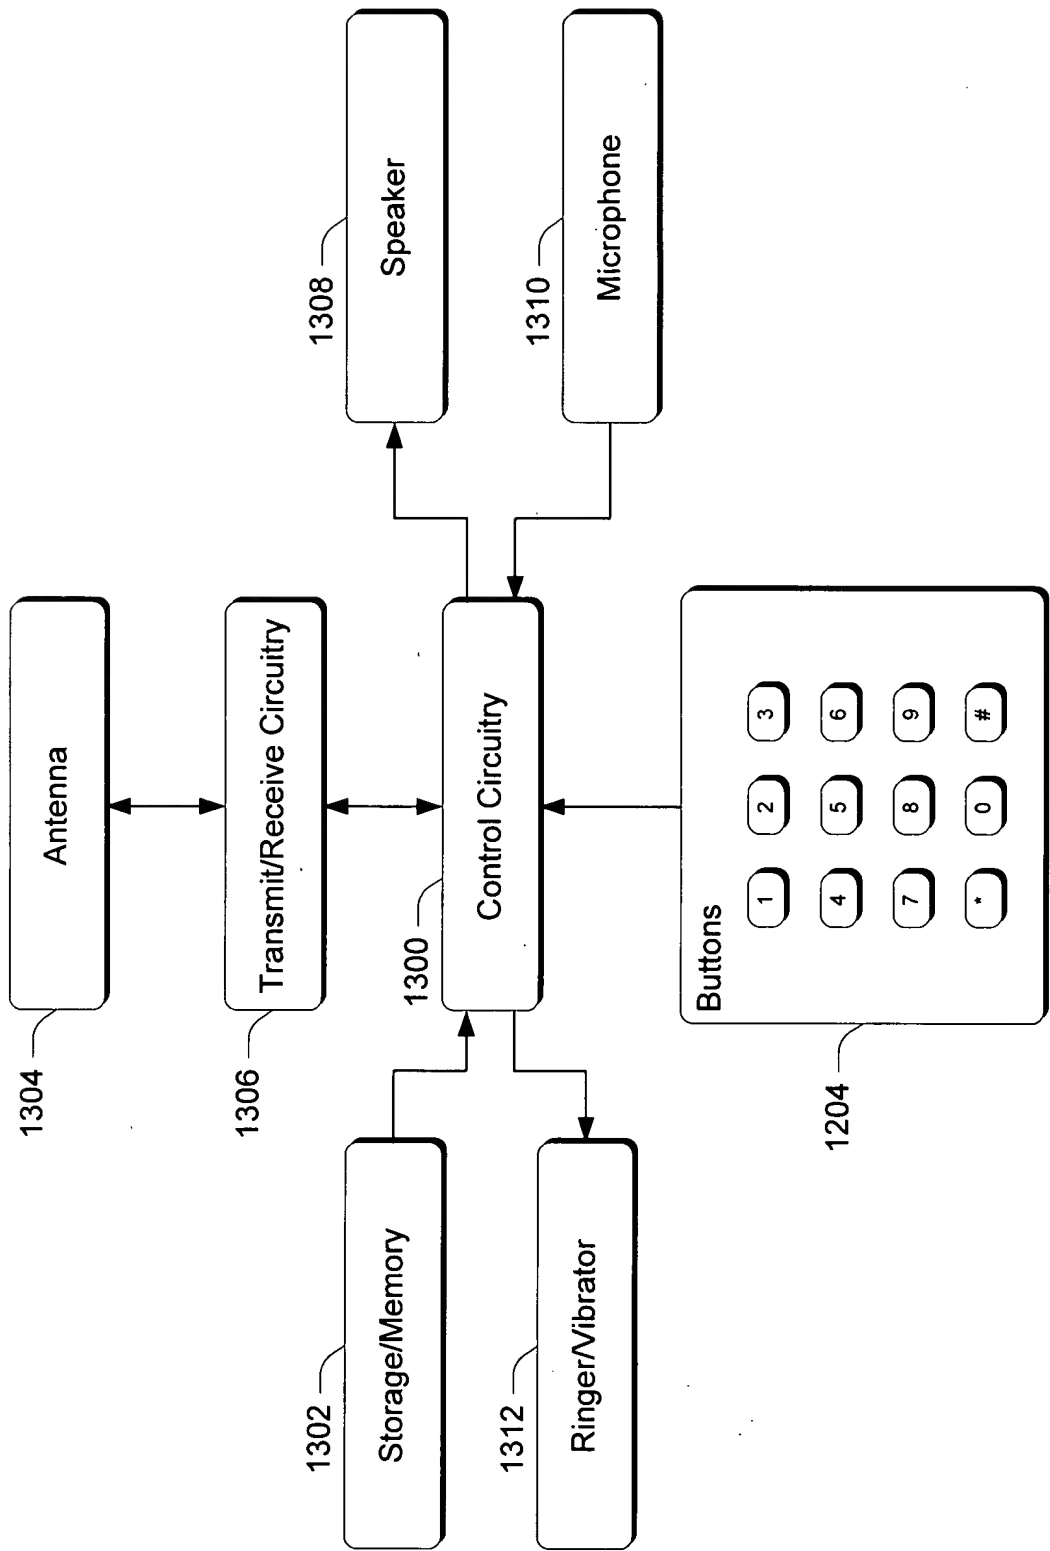 1304
Antenna
1306
Transmit/Receive Circuitry
1302
Storage/Memory
1300
Control Circuitry
1308
Speaker
1312
Ringer/Vibrator
1310
Microphone
1204
Buttons
1 2 3
4 5 6
7 8 9
* 0 #